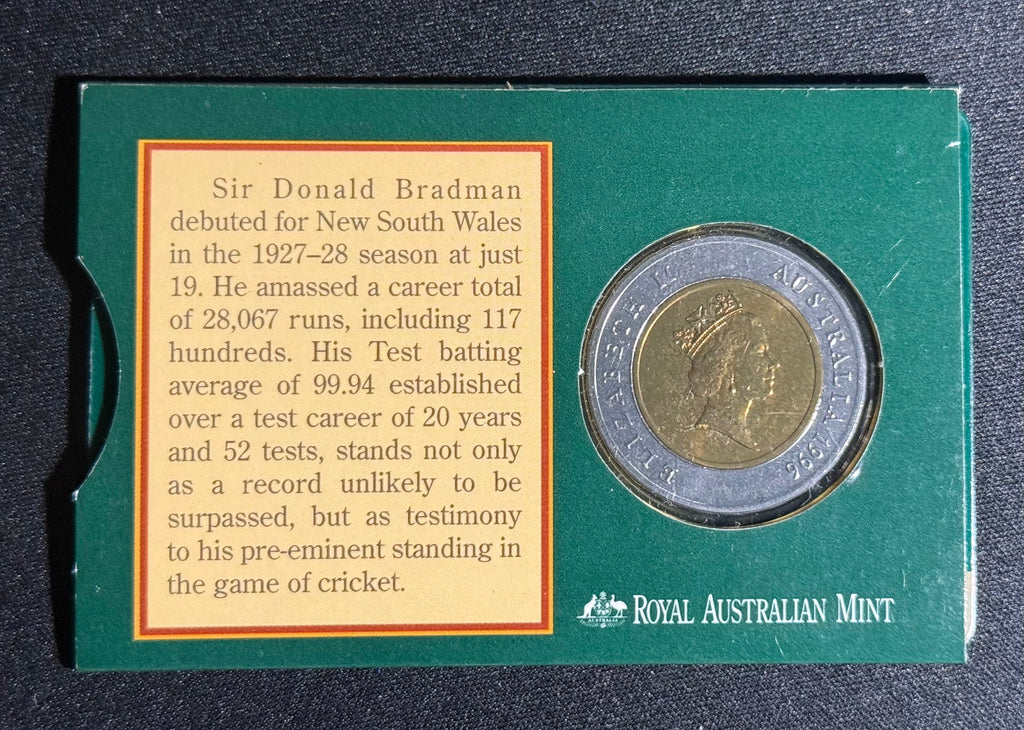 Sir Donald Bradman
debuted for New South Wales
in the 1927–28 season at just
19. He amassed a career total
of 28,067 runs, including 117
hundreds. His Test batting
average of 99.94 established
over a test career of 20 years
and 52 tests, stands not only
as a record unlikely to be
surpassed, but as testimony
to his pre-eminent standing in
the game of cricket.
ELIZABETH II AUSTRALIA 1996
AUSTRALIA
ROYAL AUSTRALIAN MINT